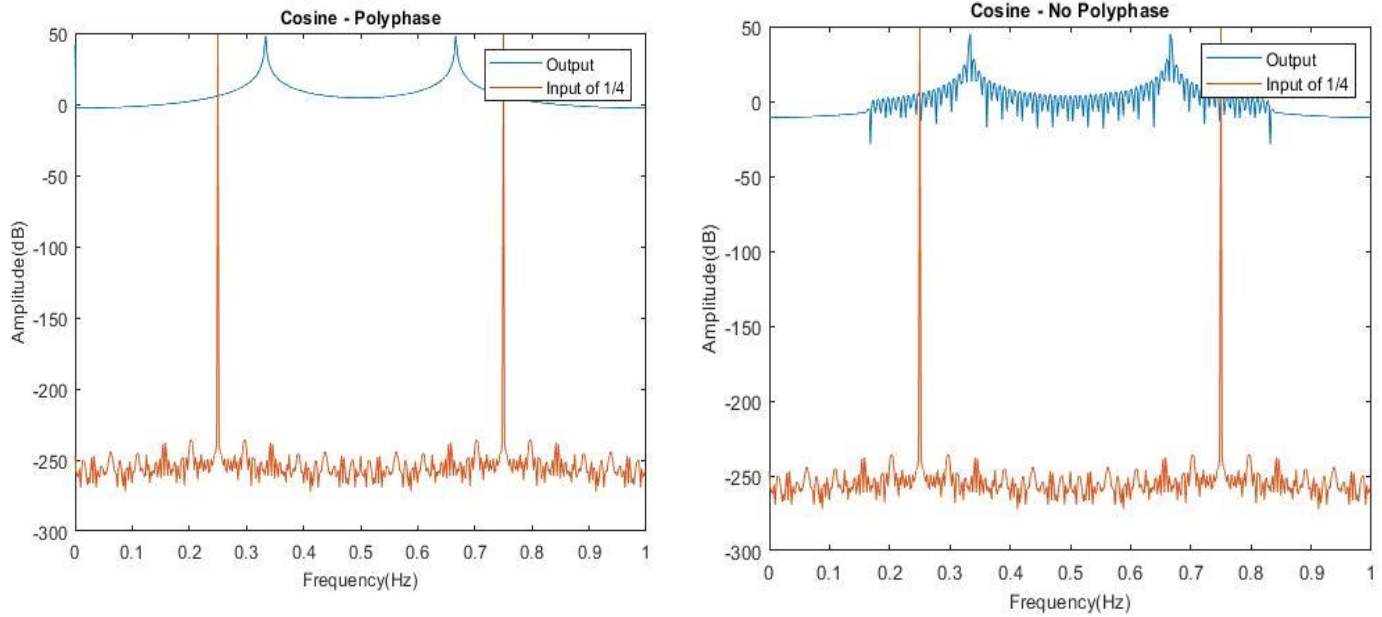 Cosine - Polyphase
50
0
-50
-100
-150
-200
-250
-300
Amplitude(dB)
0 0.1 0.2 0.3 0.4 0.5 0.6 0.7 0.8 0.9 1
Frequency(Hz)
Output
Input of 1/4
Cosine - No Polyphase
50
0
-50
-100
-150
-200
-250
-300
Amplitude(dB)
0 0.1 0.2 0.3 0.4 0.5 0.6 0.7 0.8 0.9 1
Frequency(Hz)
Output
Input of 1/4